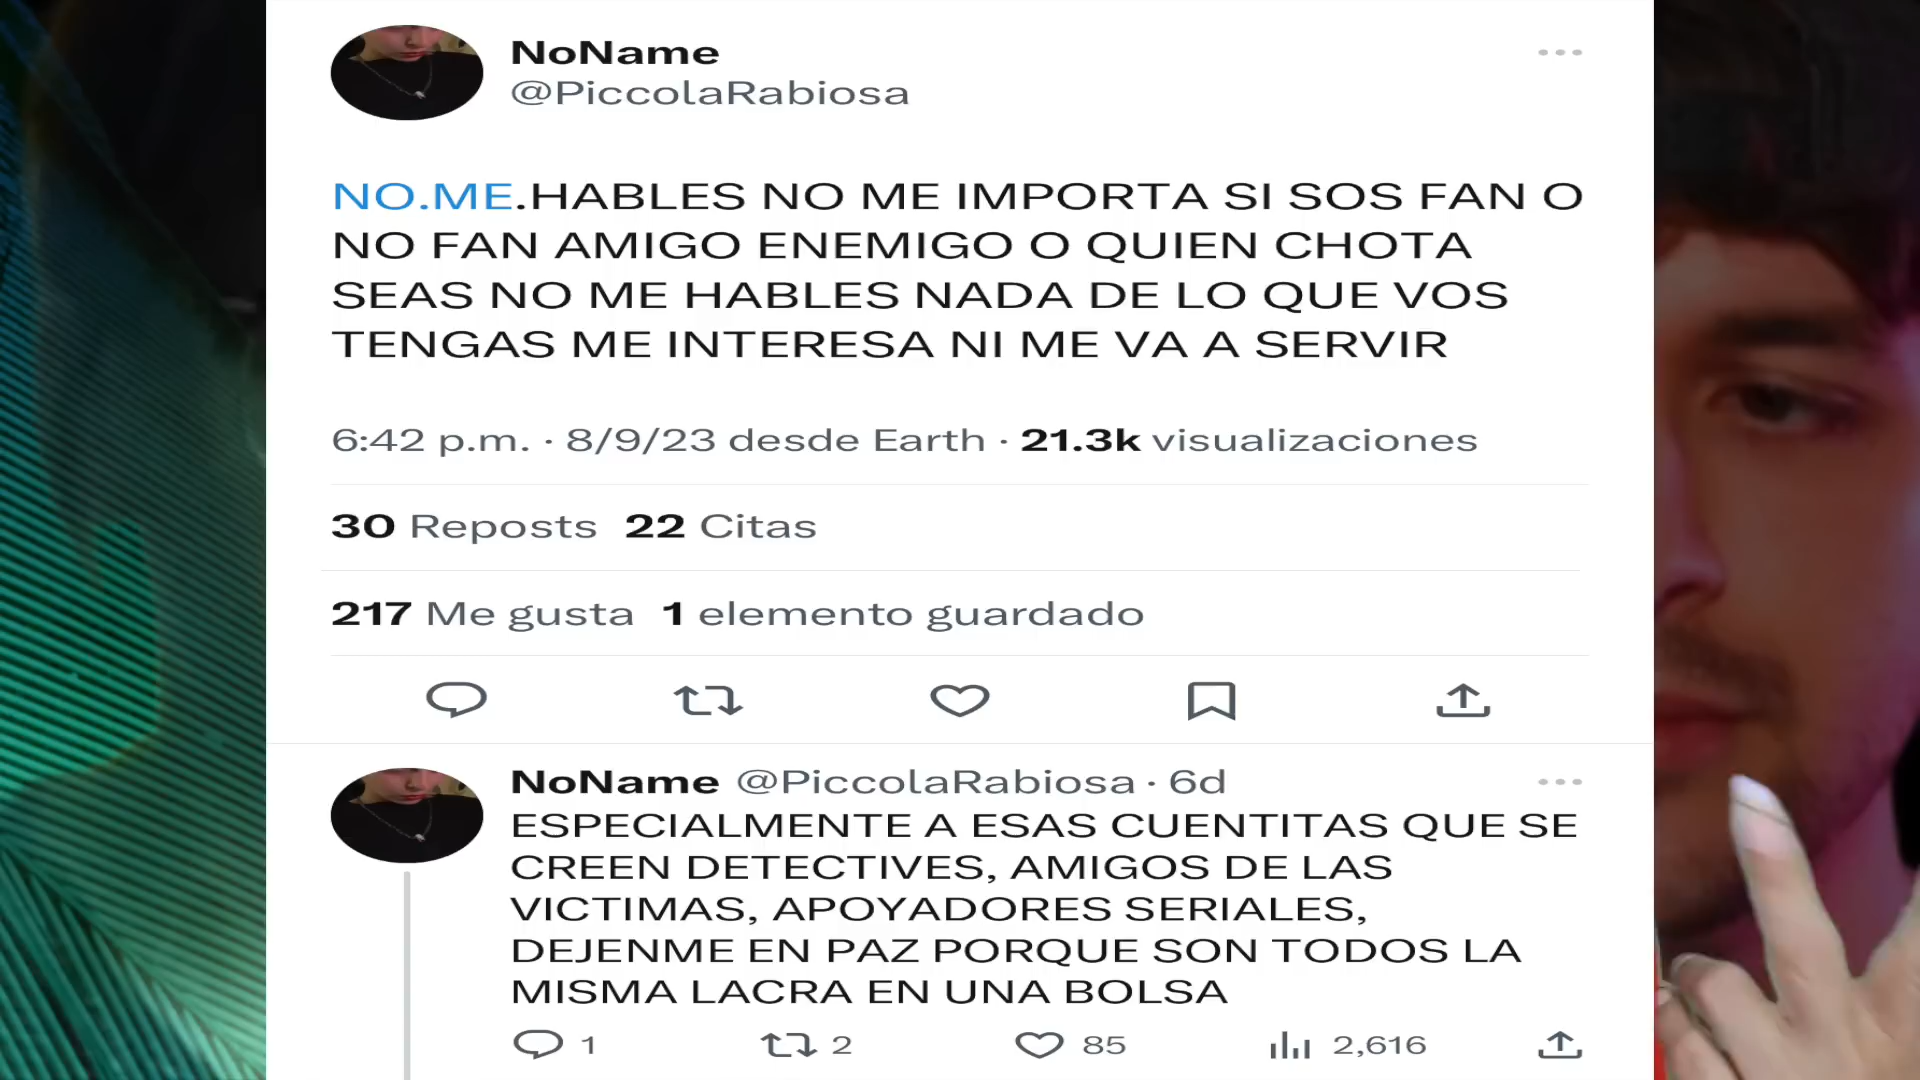 NoName
@PiccolaRabiosa
NO.ME.HABLES NO ME IMPORTA SI SOS FAN O
NO FAN AMIGO ENEMIGO O QUIEN CHOTA
SEAS NO ME HABLES NADA DE LO QUE VOS
TENGAS ME INTERESA NI ME VA A SERVIR
6:42 p.m. · 8/9/23 desde Earth · 21.3k visualizaciones
30 Reposts 22 Citas
217 Me gusta 1 elemento guardado
NoName @PiccolaRabiosa · 6d
ESPECIALMENTE A ESAS CUENTITAS QUE SE
CREEN DETECTIVES, AMIGOS DE LAS
VICTIMAS, APOYADORES SERIALES,
DEJENME EN PAZ PORQUE SON TODOS LA
MISMA LACRA EN UNA BOLSA
1 2 85 2,616